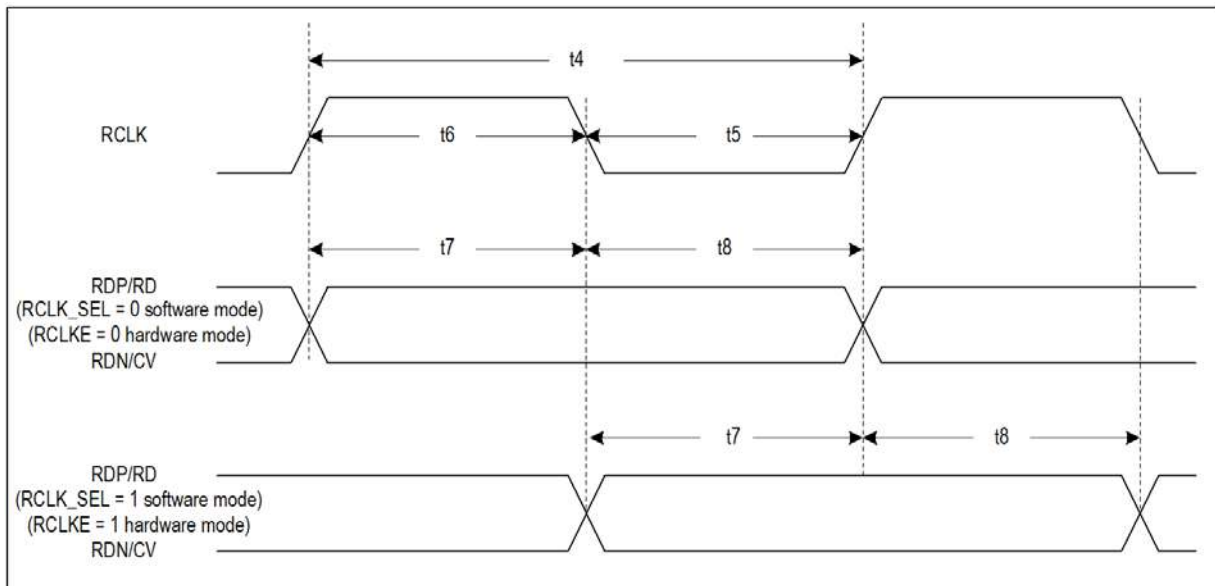 t4
RCLK
t6
t5
t7
t8
RDP/RD
(RCLK_SEL = 0 software mode)
(RCLKE = 0 hardware mode)
RDN/CV
t7
t8
RDP/RD
(RCLK_SEL = 1 software mode)
(RCLKE = 1 hardware mode)
RDN/CV